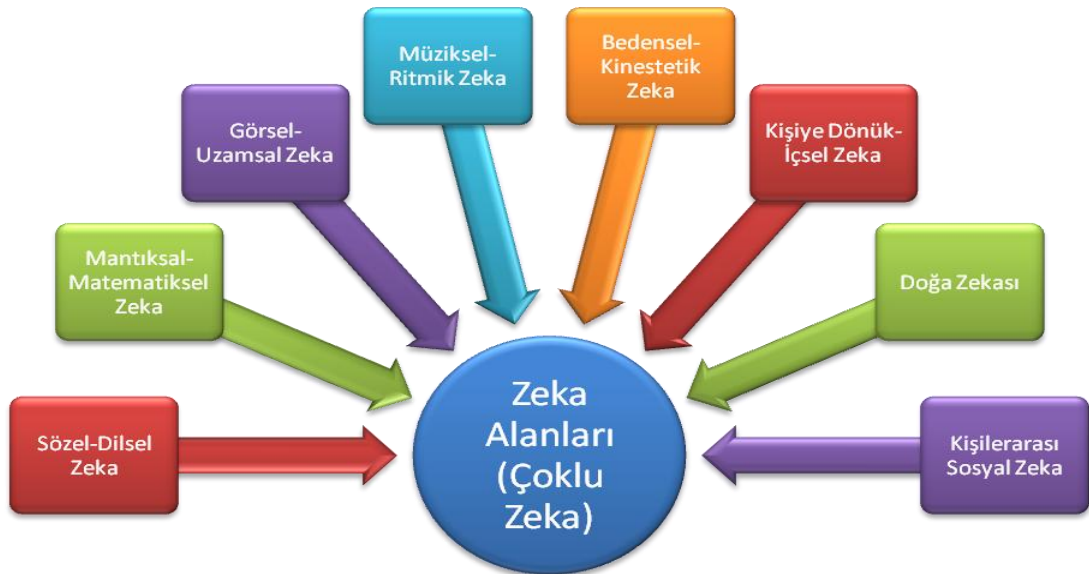 Müziksel-
Ritmik Zeka
Bedensel-
Kinestetik
Zeka
Görsel-
Uzamsal Zeka
Kişiye Dönük-
İçsel Zeka
Mantıksal-
Matematiksel
Zeka
Doğa Zekası
Sözel-Dilsel
Zeka
Kişilerarası
Sosyal Zeka
Zeka
Alanları
(Çoklu
Zeka)